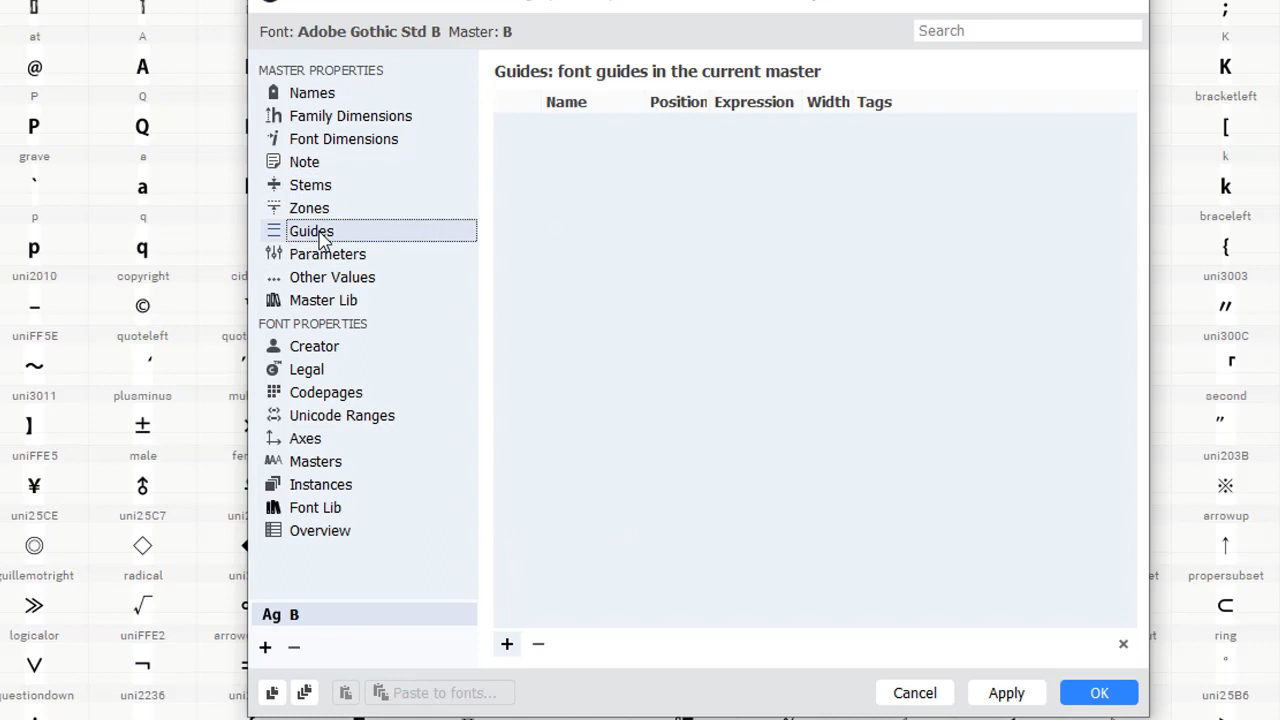 Font: Adobe Gothic Std B Master: B
Search
MASTER PROPERTIES
Names
Family Dimensions
Font Dimensions
Note
Stems
Zones
Guides
Parameters
Other Values
Master Lib
FONT PROPERTIES
Creator
Legal
Codepages
Unicode Ranges
Axes
Masters
Instances
Font Lib
Overview
Ag B
+ −
Guides: font guides in the current master
Name Position Expression Width Tags
+ − ×
Paste to fonts...
Cancel
Apply
OK
at A
@ A
P Q
P Q
grave a
` a
p q
p q
uni2010 copyright
‐ ©
uniFF5E quoteleft
～ ‘
uni3011 plusminus
】 ±
uniFFE5 male
¥ ♂
uni25CE uni25C7
◎ ◇
guillemotright radical
≫ √
logicalor uniFFE2
∨ ¬
questiondown uni2236
;
K
K
bracketleft
[
k
k
braceleft
{
uni3003
〃
uni300C
「
second
″
uni203B
※
arrowup
↑
propersubset
⊂
ring
°
uni25B6